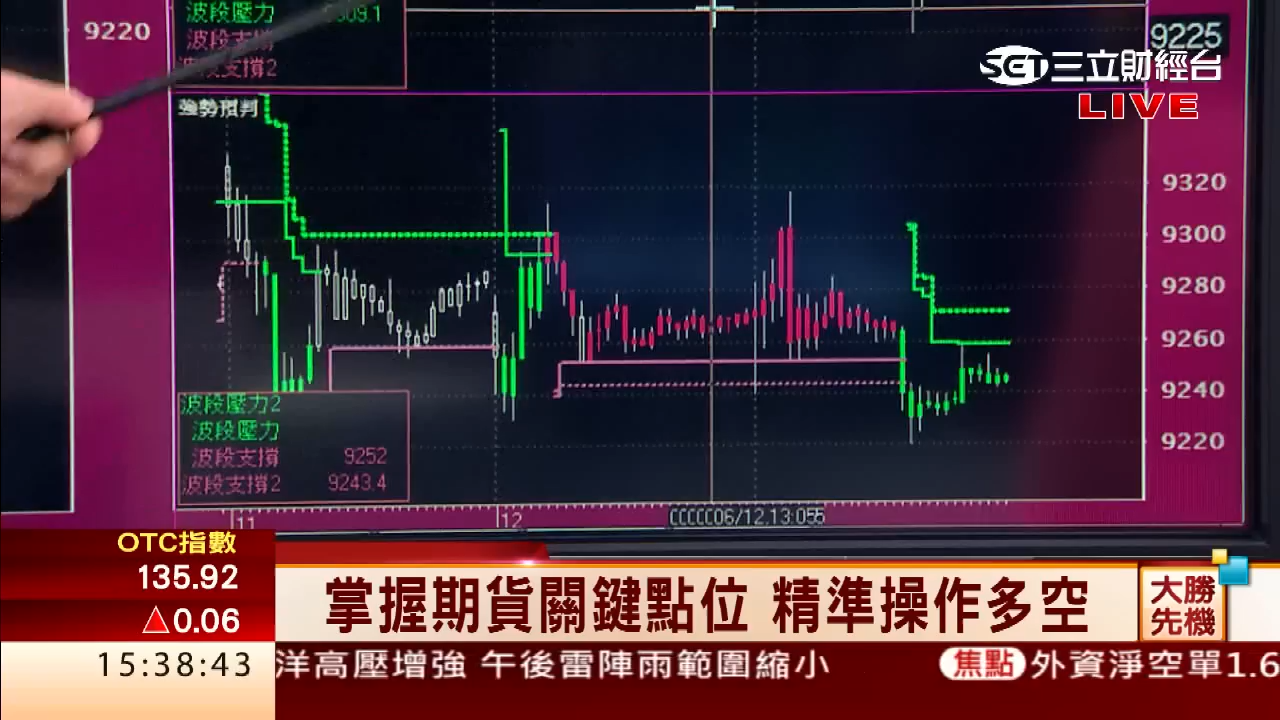 9220
波段壓力
波段支撐
波段支撐2
9225
SET三立財經台
LIVE
強勢預判
9320
9300
9280
9260
9240
9220
波段壓力2
波段壓力
波段支撐 9252
波段支撐2 9243.4
11
12
OTC指數
135.92
△0.06
掌握期貨關鍵點位 精準操作多空
大勝
先機
15:38:43
洋高壓增強 午後雷陣雨範圍縮小
焦點 外資淨空單1.6